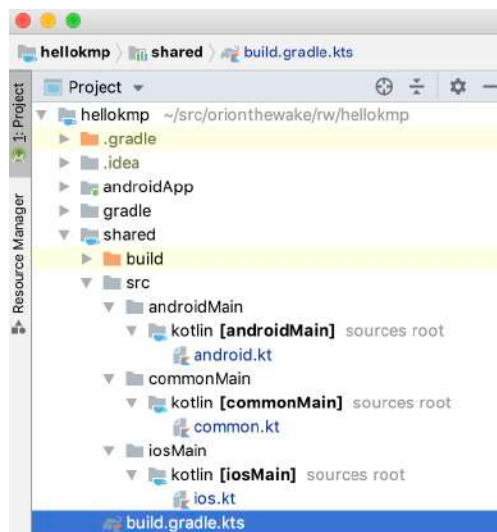 hellokmp shared build.gradle.kts
1: Project
Resource Manager
Project
hellokmp ~/src/orionthewake/rw/hellokmp
.gradle
.idea
androidApp
gradle
shared
build
src
androidMain
kotlin [androidMain] sources root
android.kt
commonMain
kotlin [commonMain] sources root
common.kt
iosMain
kotlin [iosMain] sources root
ios.kt
build.gradle.kts